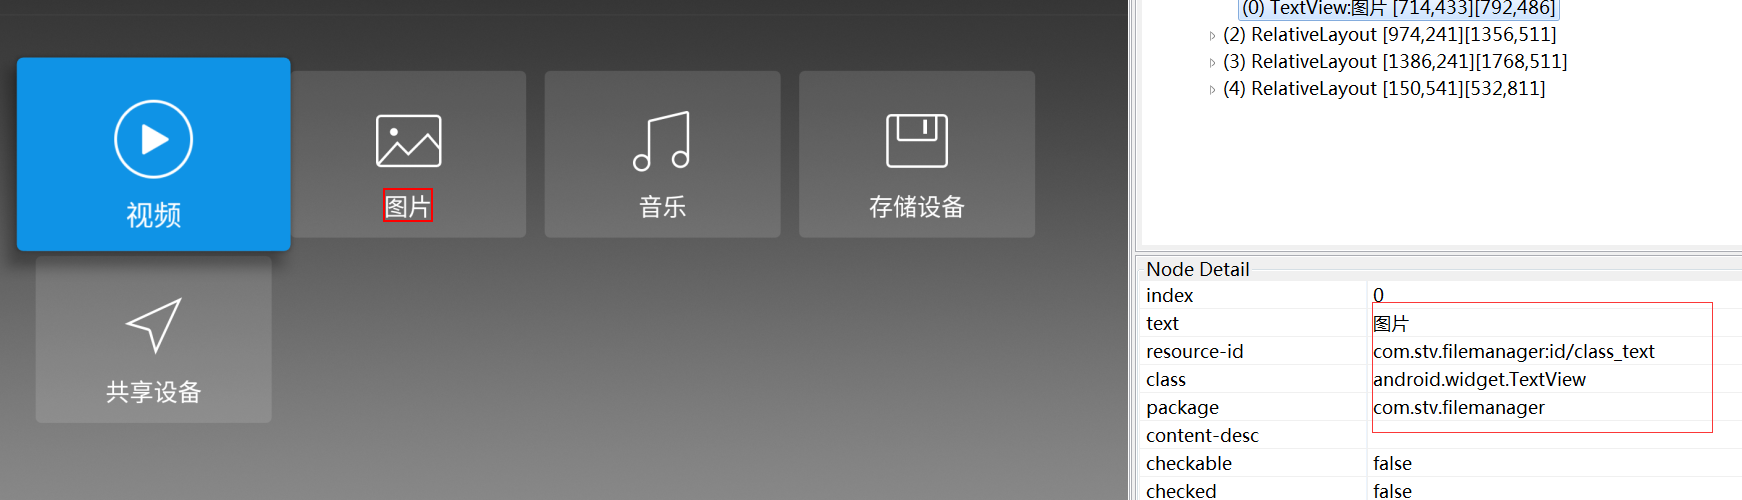 视频
图片
音乐
存储设备
共享设备
(0) TextView:图片 [714,433][792,486]
(2) RelativeLayout [974,241][1356,511]
(3) RelativeLayout [1386,241][1768,511]
(4) RelativeLayout [150,541][532,811]
Node Detail
index 0
text 图片
resource-id com.stv.filemanager:id/class_text
class android.widget.TextView
package com.stv.filemanager
content-desc
checkable false
checked false